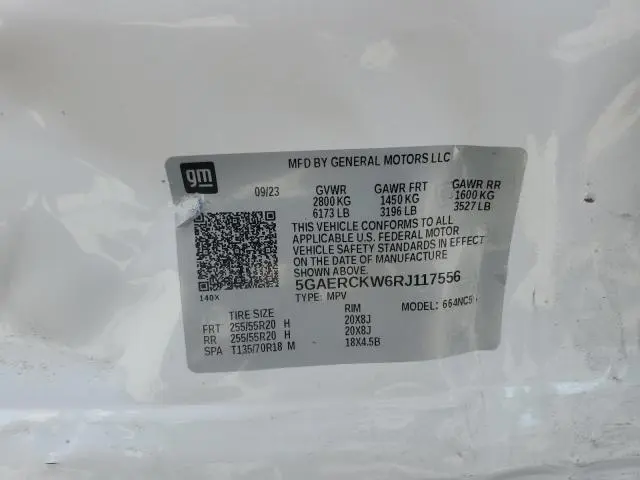 gm
MFD BY GENERAL MOTORS LLC
09/23 GVWR GAWR FRT GAWR RR
2800 KG 1450 KG 1600 KG
6173 LB 3196 LB 3527 LB
THIS VEHICLE CONFORMS TO ALL
APPLICABLE U.S. FEDERAL MOTOR
VEHICLE SAFETY STANDARDS IN EFFECT
ON THE DATE OF MANUFACTURE
SHOWN ABOVE.
5GAERCKW6RJ117556
140X
TYPE: MPV MODEL:
TIRE SIZE RIM
FRT 255/55R20 H 20X8J
RR 255/55R20 H 20X8J
SPA T135/70R18 M 18X4.5B